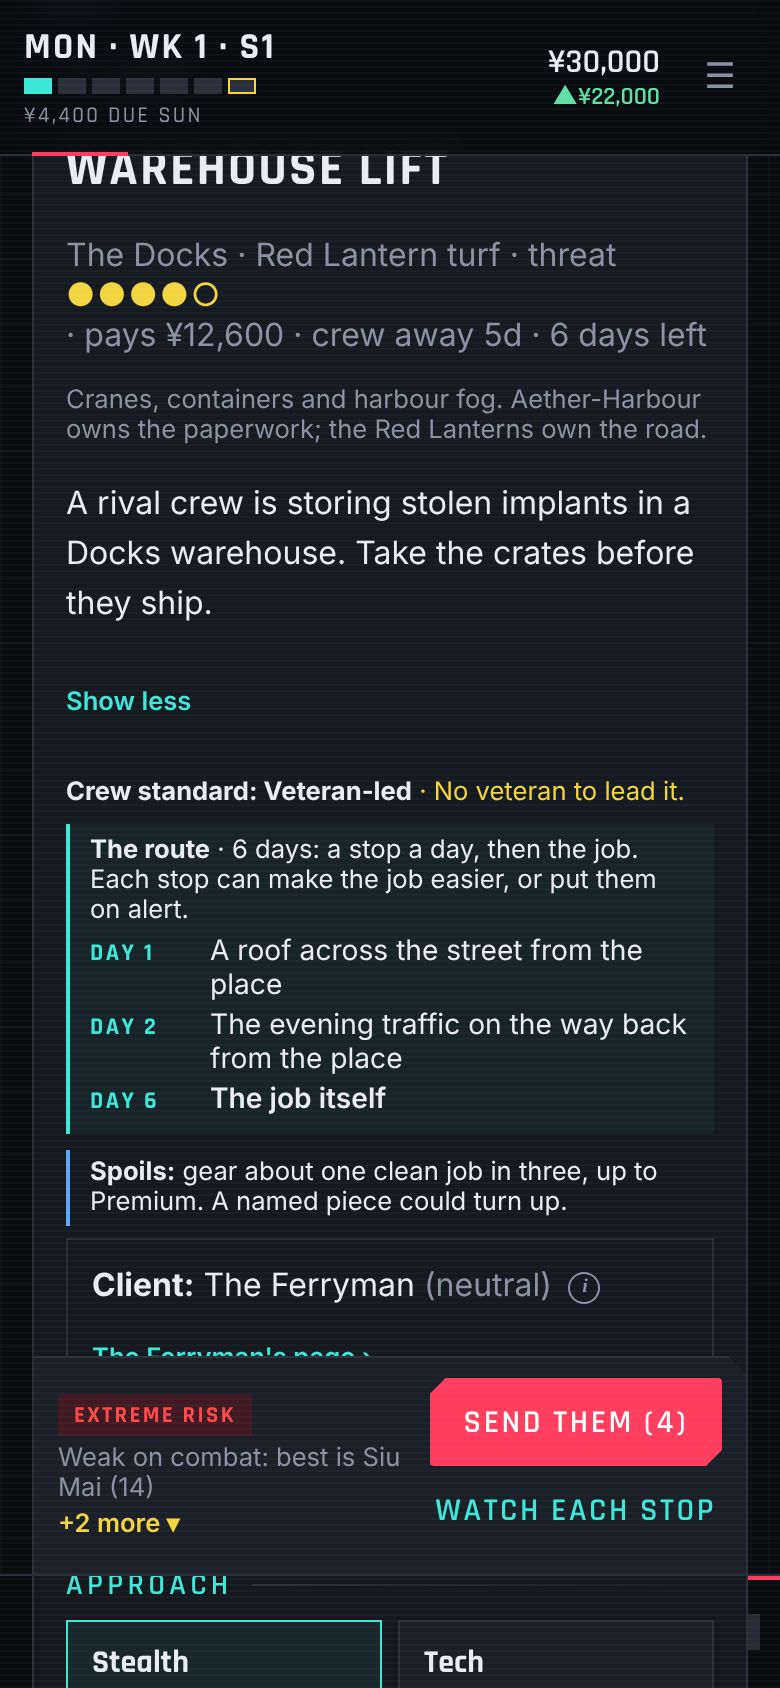 MON · WK 1 · S1
¥4,400 DUE SUN
¥30,000
▲¥22,000
☰
WAREHOUSE LIFT
The Docks · Red Lantern turf · threat
●●●●○
· pays ¥12,600 · crew away 5d · 6 days left
Cranes, containers and harbour fog. Aether-Harbour
owns the paperwork; the Red Lanterns own the road.
A rival crew is storing stolen implants in a
Docks warehouse. Take the crates before
they ship.
Show less
Crew standard: Veteran-led · No veteran to lead it.
The route · 6 days: a stop a day, then the job.
Each stop can make the job easier, or put them
on alert.
DAY 1 A roof across the street from the
place
DAY 2 The evening traffic on the way back
from the place
DAY 6 The job itself
Spoils: gear about one clean job in three, up to
Premium. A named piece could turn up.
Client: The Ferryman (neutral) i
The Ferryman's page ›
EXTREME RISK
Weak on combat: best is Siu
Mai (14)
+2 more ▾
SEND THEM (4)
WATCH EACH STOP
APPROACH
Stealth
Tech